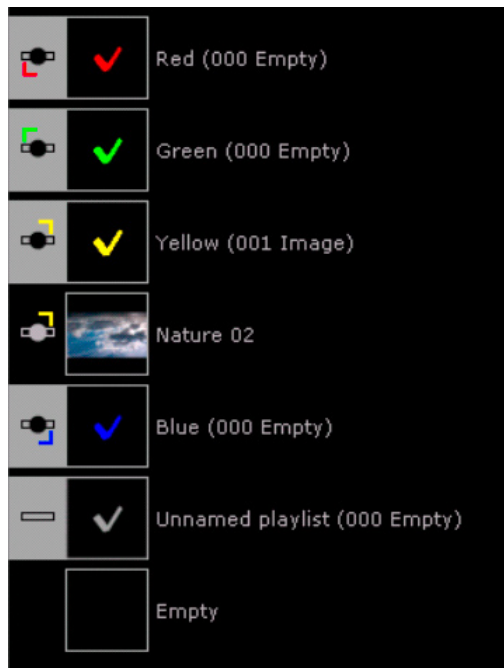 Red (000 Empty)
Green (000 Empty)
Yellow (001 Image)
Nature 02
Blue (000 Empty)
Unnamed playlist (000 Empty)
Empty